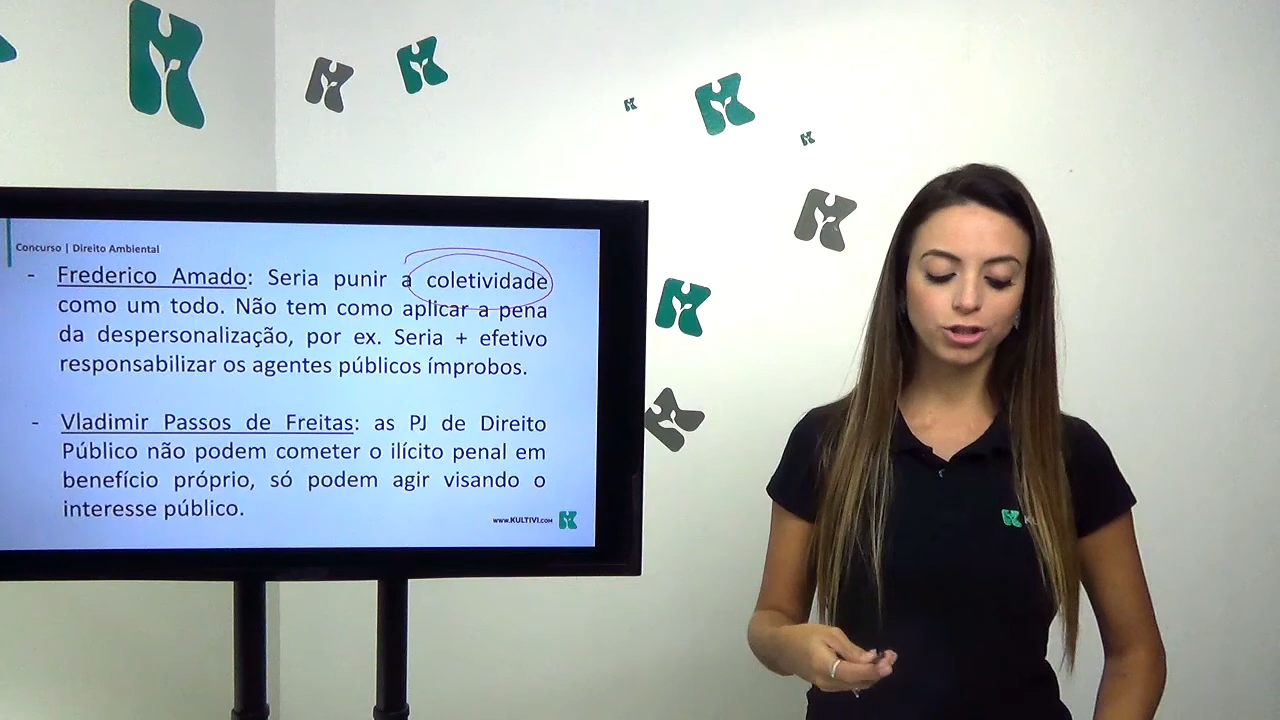 Concurso | Direito Ambiental
- Frederico Amado: Seria punir a coletividade
como um todo. Não tem como aplicar a pena
da despersonalização, por ex. Seria + efetivo
responsabilizar os agentes públicos ímprobos.
- Vladimir Passos de Freitas: as PJ de Direito
Público não podem cometer o ilícito penal em
benefício próprio, só podem agir visando o
interesse público.
www.KULTIVI.com